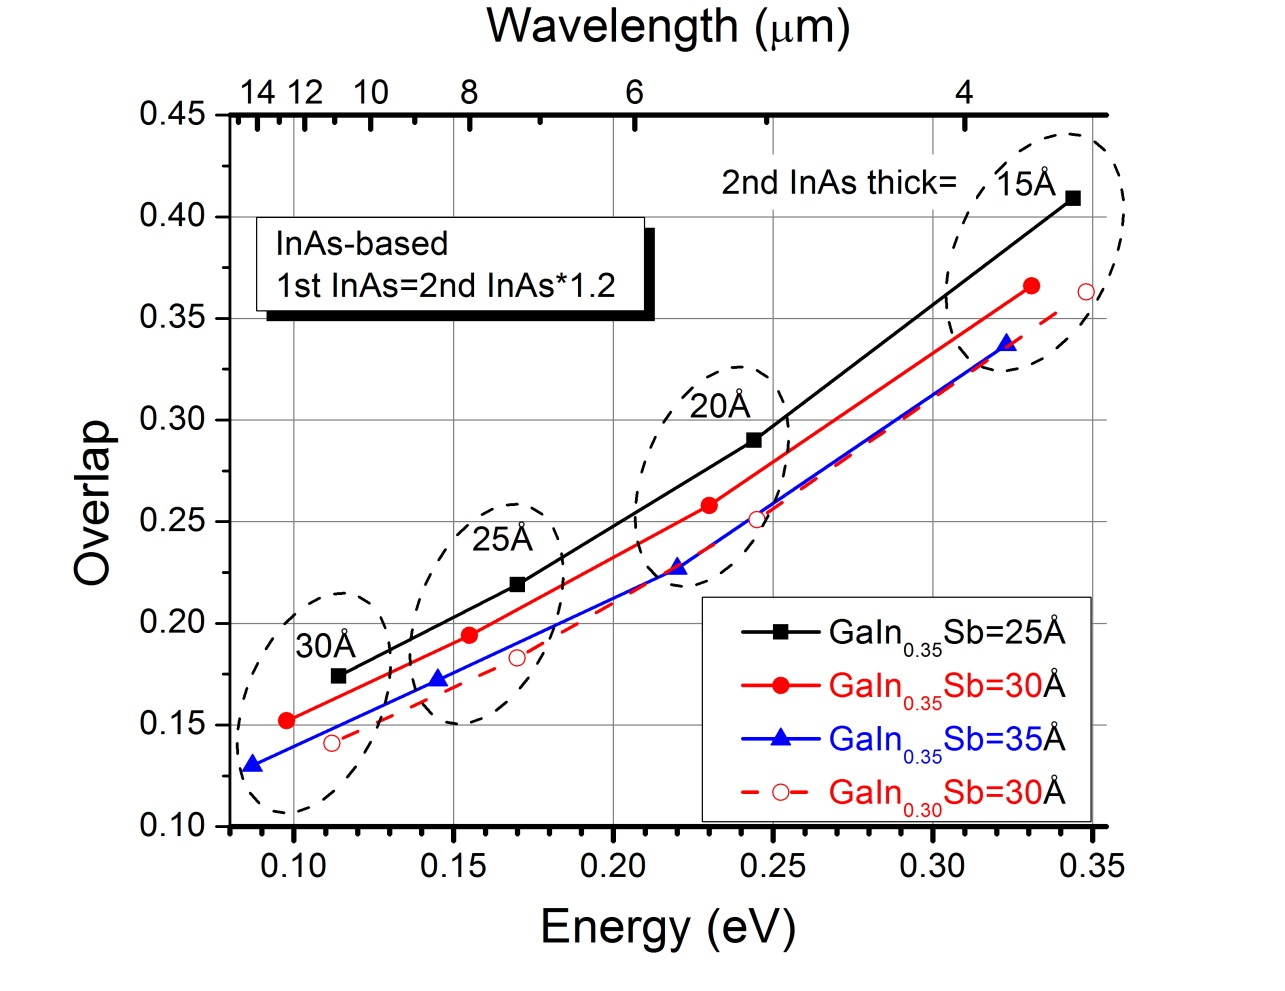 Wavelength (μm)
14 12 10 8 6 4
0.45
0.40
0.35
0.30
0.25
0.20
0.15
0.10
Overlap
2nd InAs thick= 15Å
InAs-based
1st InAs=2nd InAs*1.2
20Å
25Å
30Å
GaIn0.35Sb=25Å
GaIn0.35Sb=30Å
GaIn0.35Sb=35Å
GaIn0.30Sb=30Å
0.10 0.15 0.20 0.25 0.30 0.35
Energy (eV)